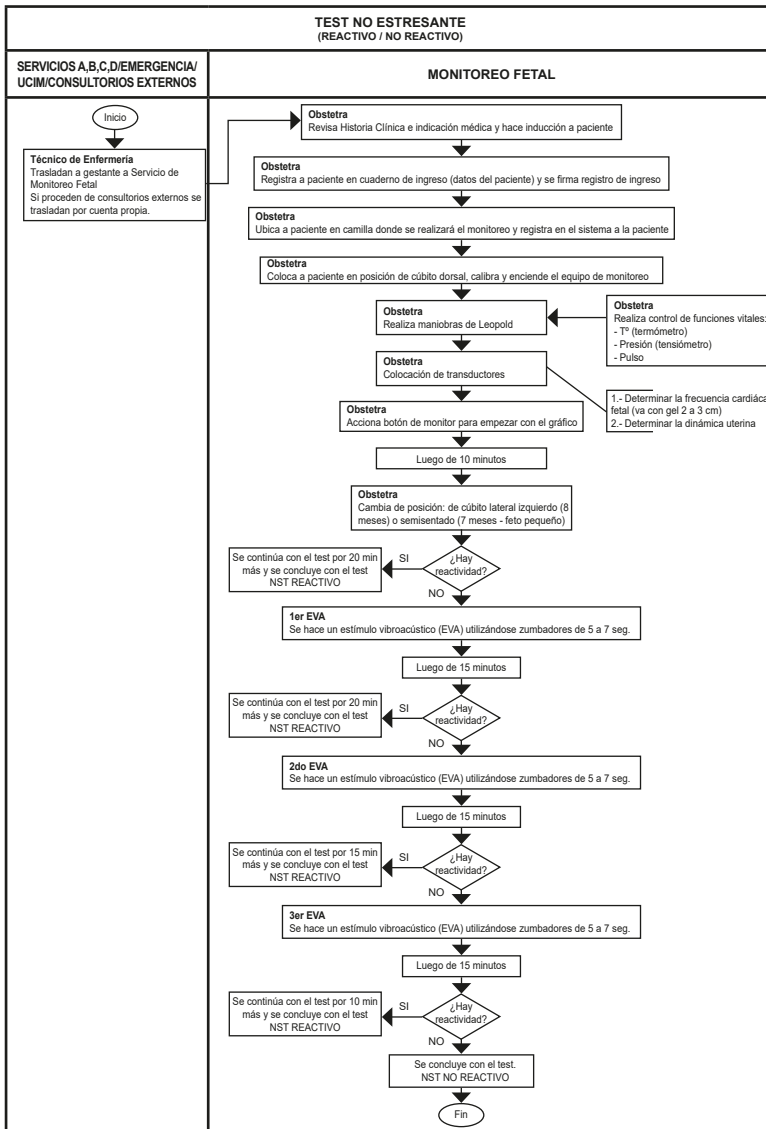 TEST NO ESTRESANTE
(REACTIVO / NO REACTIVO)
SERVICIOS A,B,C,D/EMERGENCIA/
UCIM/CONSULTORIOS EXTERNOS
MONITOREO FETAL
Inicio
Técnico de Enfermería
Trasladan a gestante a Servicio de
Monitoreo Fetal
Si proceden de consultorios externos se
trasladan por cuenta propia.
Obstetra
Revisa Historia Clínica e indicación médica y hace inducción a paciente
Obstetra
Registra a paciente en cuaderno de ingreso (datos del paciente) y se firma registro de ingreso
Obstetra
Ubica a paciente en camilla donde se realizará el monitoreo y registra en el sistema a la paciente
Obstetra
Coloca a paciente en posición de cúbito dorsal, calibra y enciende el equipo de monitoreo
Obstetra
Realiza maniobras de Leopold
Obstetra
Realiza control de funciones vitales:
- Tº (termómetro)
- Presión (tensiómetro)
- Pulso
Obstetra
Colocación de transductores
1.- Determinar la frecuencia cardiáca
fetal (va con gel 2 a 3 cm)
2.- Determinar la dinámica uterina
Obstetra
Acciona botón de monitor para empezar con el gráfico
Luego de 10 minutos
Obstetra
Cambia de posición: de cúbito lateral izquierdo (8
meses) o semisentado (7 meses - feto pequeño)
¿Hay
reactividad?
SI
Se continúa con el test por 20 min
más y se concluye con el test
NST REACTIVO
NO
1er EVA
Se hace un estímulo vibroacústico (EVA) utilizándose zumbadores de 5 a 7 seg.
Luego de 15 minutos
¿Hay
reactividad?
SI
Se continúa con el test por 20 min
más y se concluye con el test
NST REACTIVO
NO
2do EVA
Se hace un estímulo vibroacústico (EVA) utilizándose zumbadores de 5 a 7 seg.
Luego de 15 minutos
¿Hay
reactividad?
SI
Se continúa con el test por 15 min
más y se concluye con el test
NST REACTIVO
NO
3er EVA
Se hace un estímulo vibroacústico (EVA) utilizándose zumbadores de 5 a 7 seg.
Luego de 15 minutos
¿Hay
reactividad?
SI
Se continúa con el test por 10 min
más y se concluye con el test
NST REACTIVO
NO
Se concluye con el test.
NST NO REACTIVO
Fin